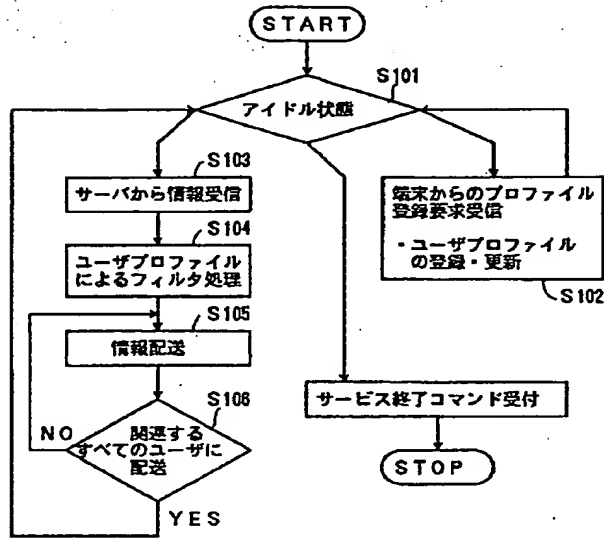 START
S101
アイドル状態
S103
サーバから情報受信
S104
ユーザプロファイル
によるフィルタ処理
S105
情報配送
S106
関連する
すべてのユーザに
配送
NO
YES
端末からのプロファイル
登録要求受信
・ユーザプロファイル
の登録・更新
S102
サービス終了コマンド受付
STOP